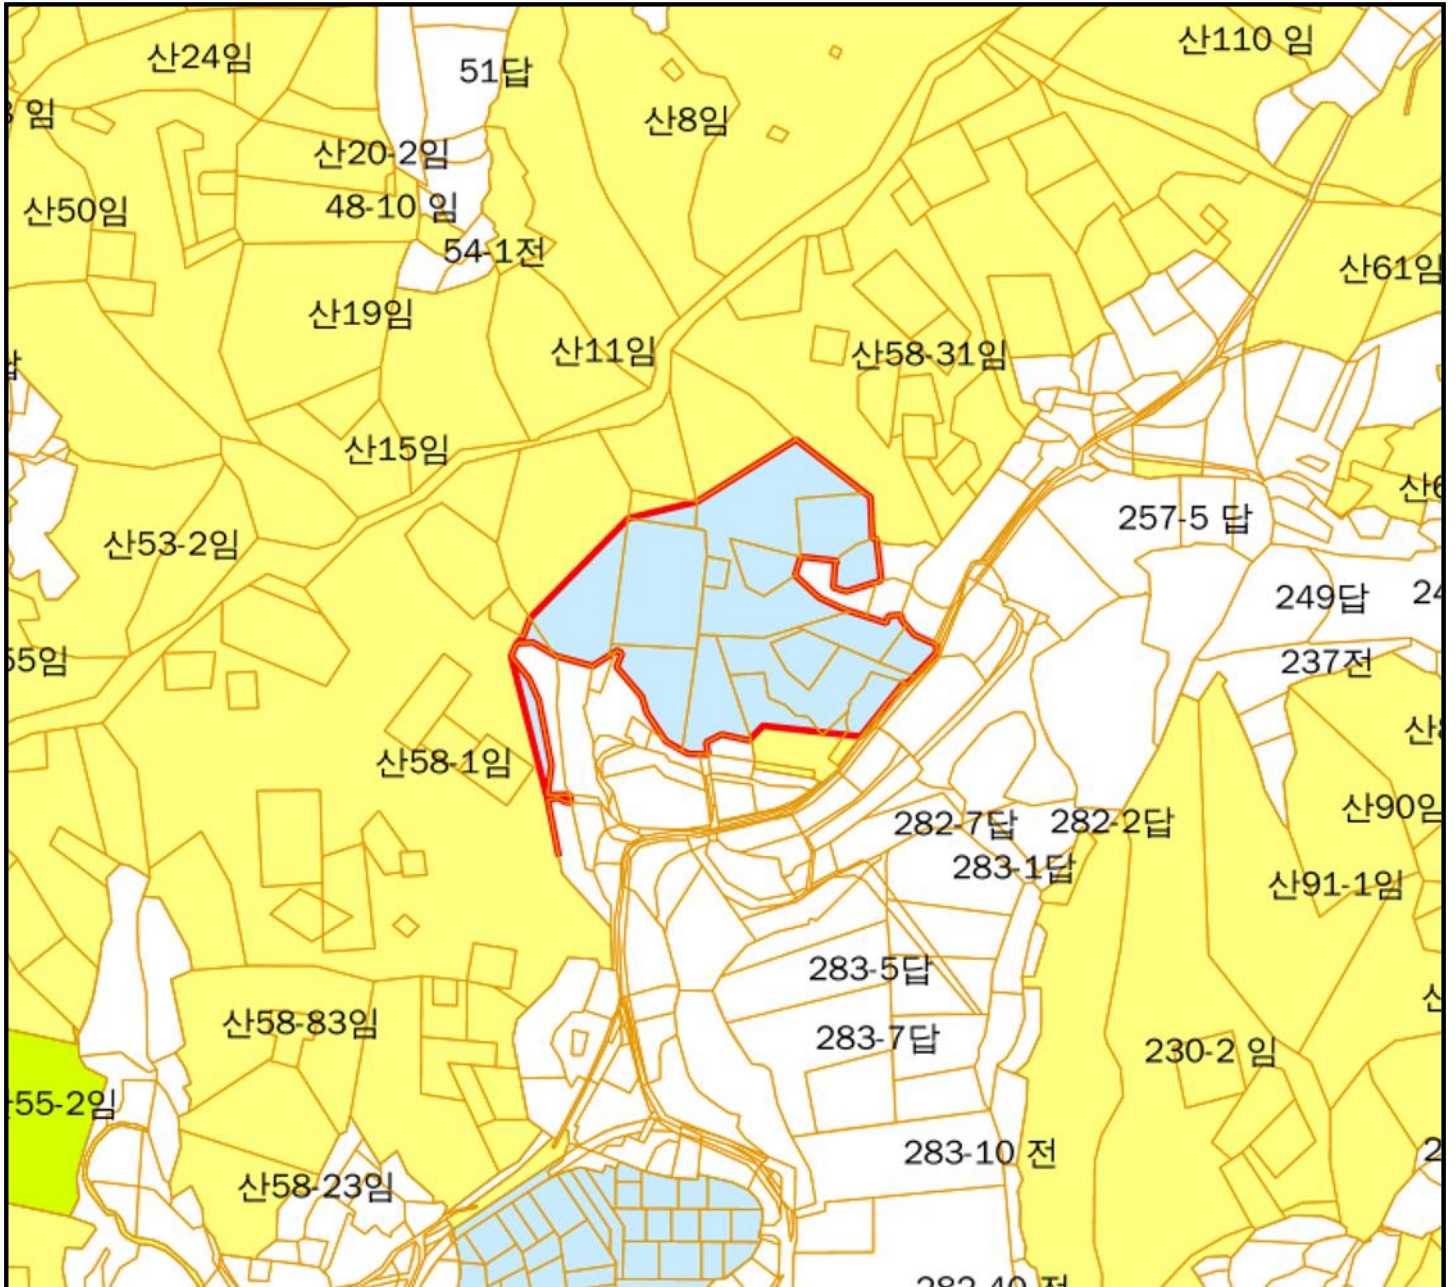 산110 임
산24임
51답
임
산8임
산20-2임
48-10 임
산50임
54-1전
산61임
산19임
산11임
산58-31임
산15임
257-5 답
산53-2임
249답
24
55임
237전
산58-1임
산90임
282-7답
282-2답
283-1답
산91-1임
283-5답
산58-83임
283-7답
230-2 임
55-2임
283-10 전
산58-23임